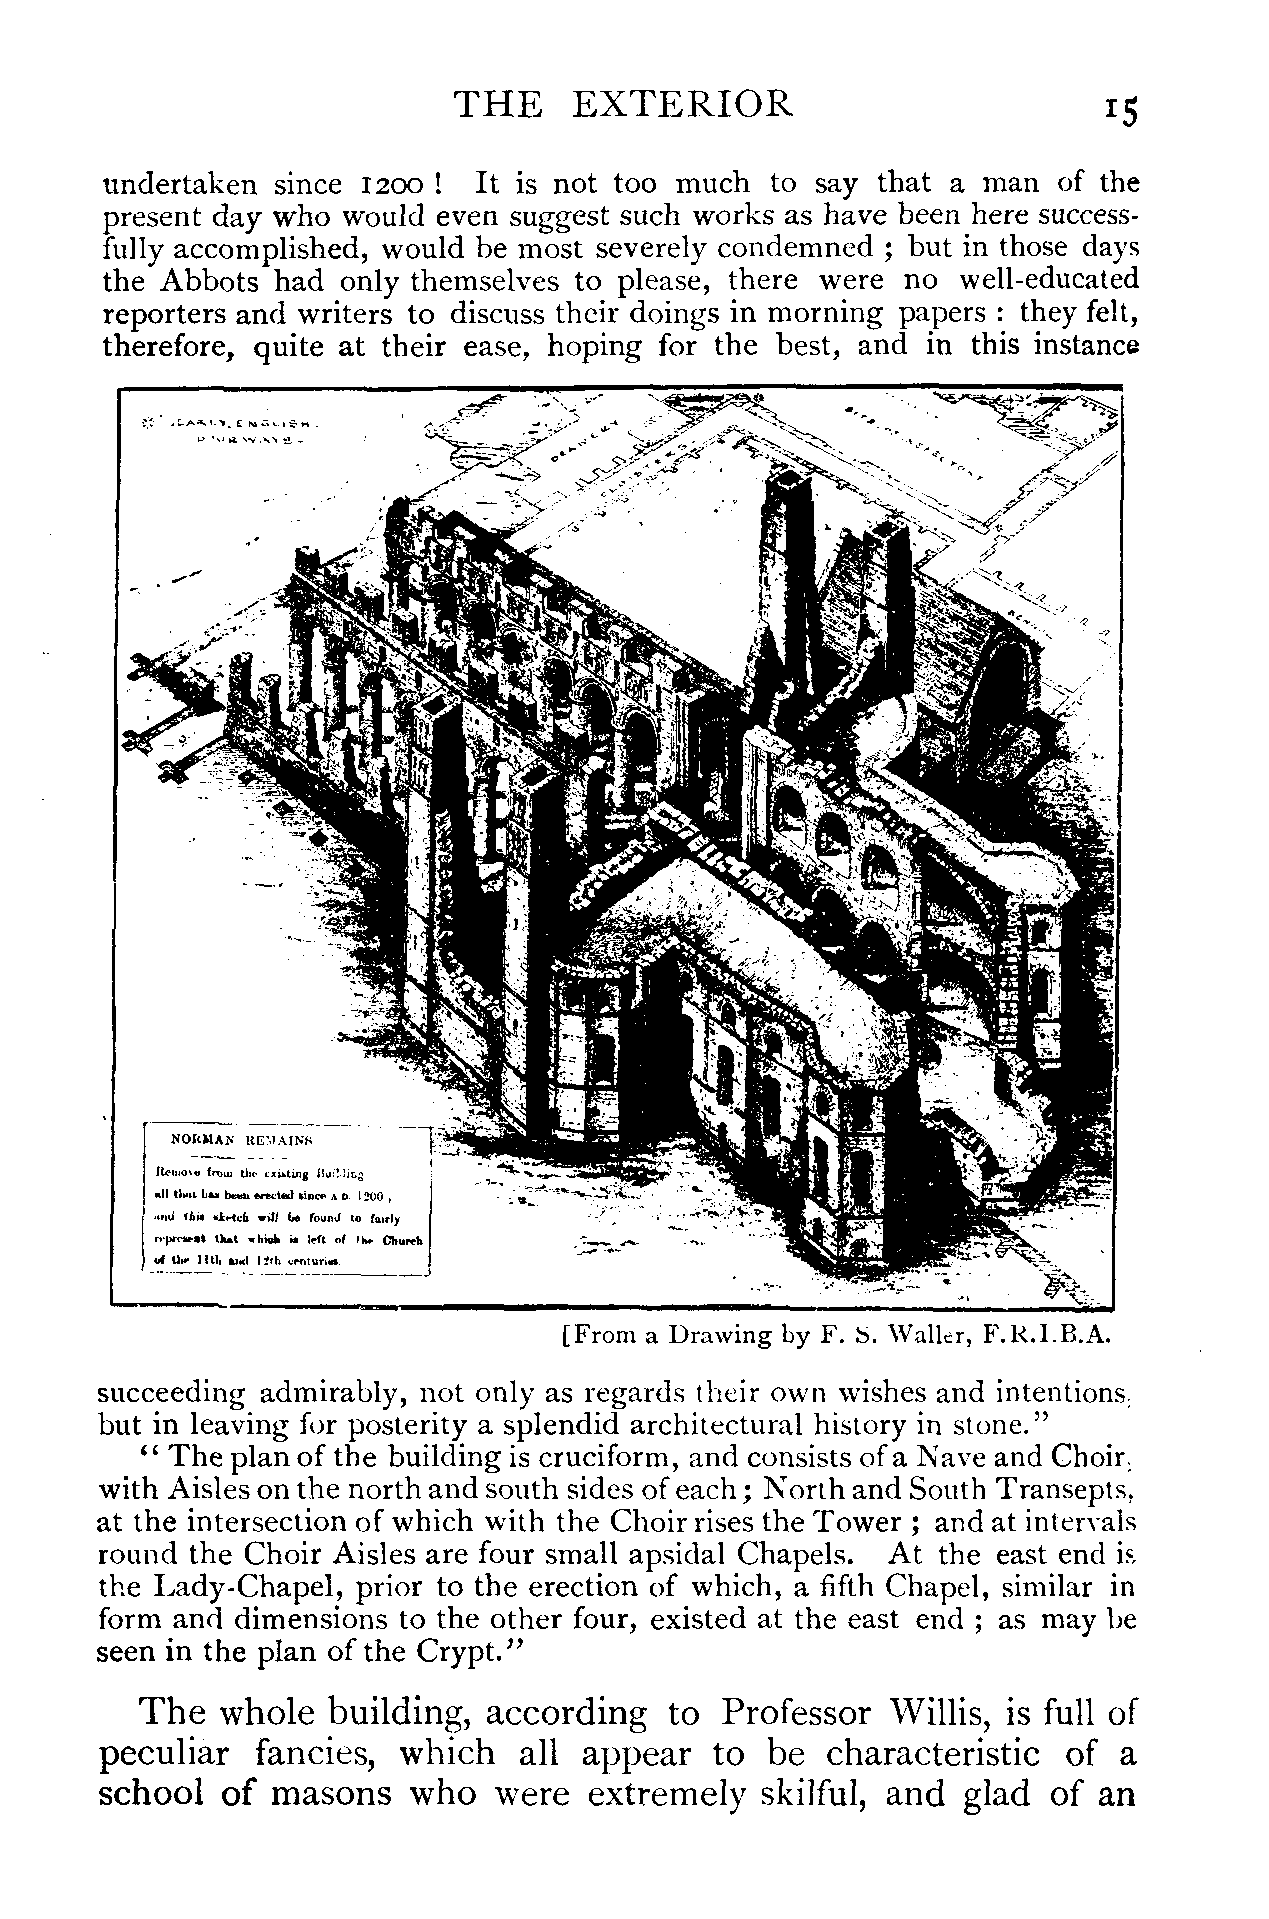 THE EXTERIOR 15
undertaken since 1200 ! It is not too much to say that a man of the
present day who would even suggest such works as have been here success-
fully accomplished, would be most severely condemned ; but in those days
the Abbots had only themselves to please, there were no well-educated
reporters and writers to discuss their doings in morning papers : they felt,
therefore, quite at their ease, hoping for the best, and in this instance
EARLY ENGLISH
DEANERY
CLOISTERS
NORMAN REMAINS
Remove from the existing Building
all that has been erected since A D. 1200 ,
and this sketch will be found to fairly
represent that which is left of the Church
of the 11th and 12th centuries.
[From a Drawing by F. S. Waller, F.R.I.B.A.
succeeding admirably, not only as regards their own wishes and intentions,
but in leaving for posterity a splendid architectural history in stone.”
“ The plan of the building is cruciform, and consists of a Nave and Choir,
with Aisles on the north and south sides of each ; North and South Transepts,
at the intersection of which with the Choir rises the Tower ; and at intervals
round the Choir Aisles are four small apsidal Chapels. At the east end is
the Lady-Chapel, prior to the erection of which, a fifth Chapel, similar in
form and dimensions to the other four, existed at the east end ; as may be
seen in the plan of the Crypt.”
The whole building, according to Professor Willis, is full of
peculiar fancies, which all appear to be characteristic of a
school of masons who were extremely skilful, and glad of an